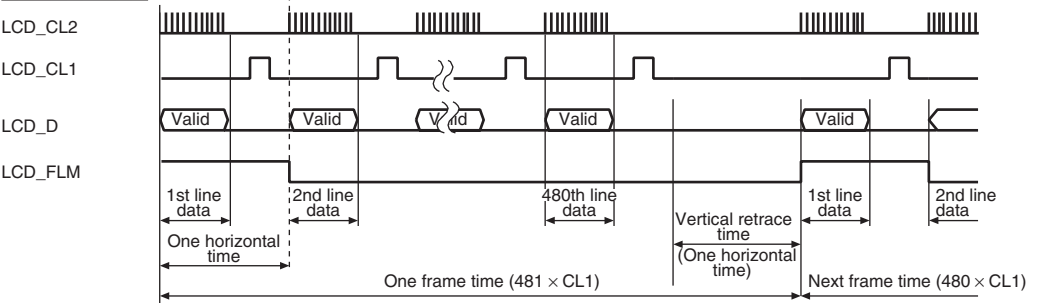 LCD_CL2
LCD_CL1
LCD_D
Valid
Valid
Valid
Valid
Valid
LCD_FLM
1st line
data
2nd line
data
480th line
data
1st line
data
2nd line
data
One horizontal
time
Vertical retrace
time
(One horizontal
time)
One frame time (481 × CL1)
Next frame time (480 × CL1)